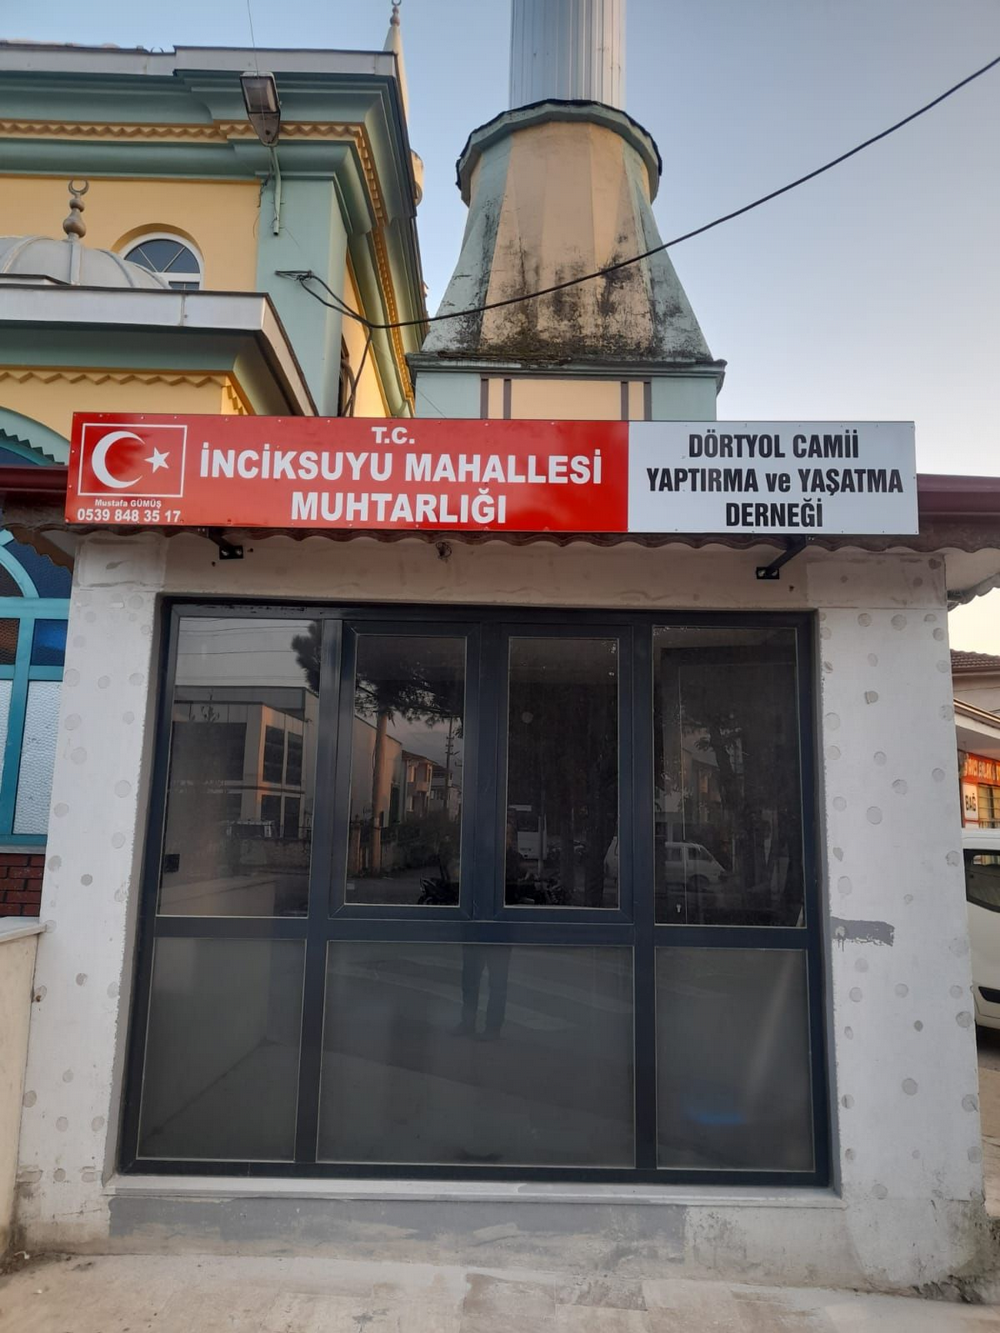 T.C.
İNCİKSUYU MAHALLESİ
MUHTARLIĞI
Mustafa GÜMÜŞ
0539 848 35 17
DÖRTYOL CAMİİ
YAPTIRMA ve YAŞATMA
DERNEĞİ